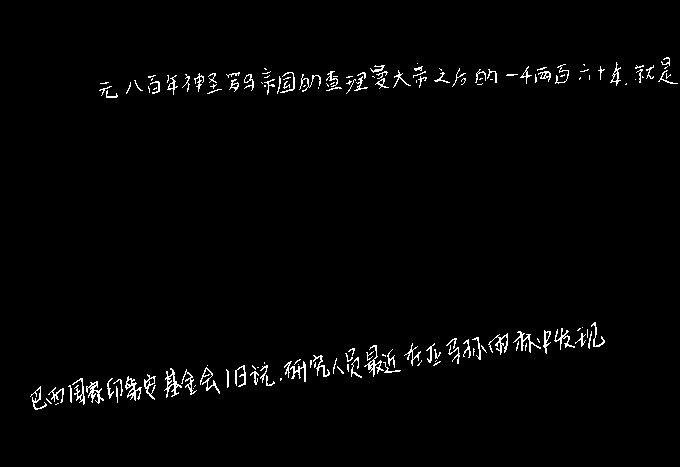 元八百年神圣罗马帝国的查理曼大帝之后的一千两百六十年,就是
巴西国家印第安基金会1日说,研究人员最近在亚马孙雨林中发现